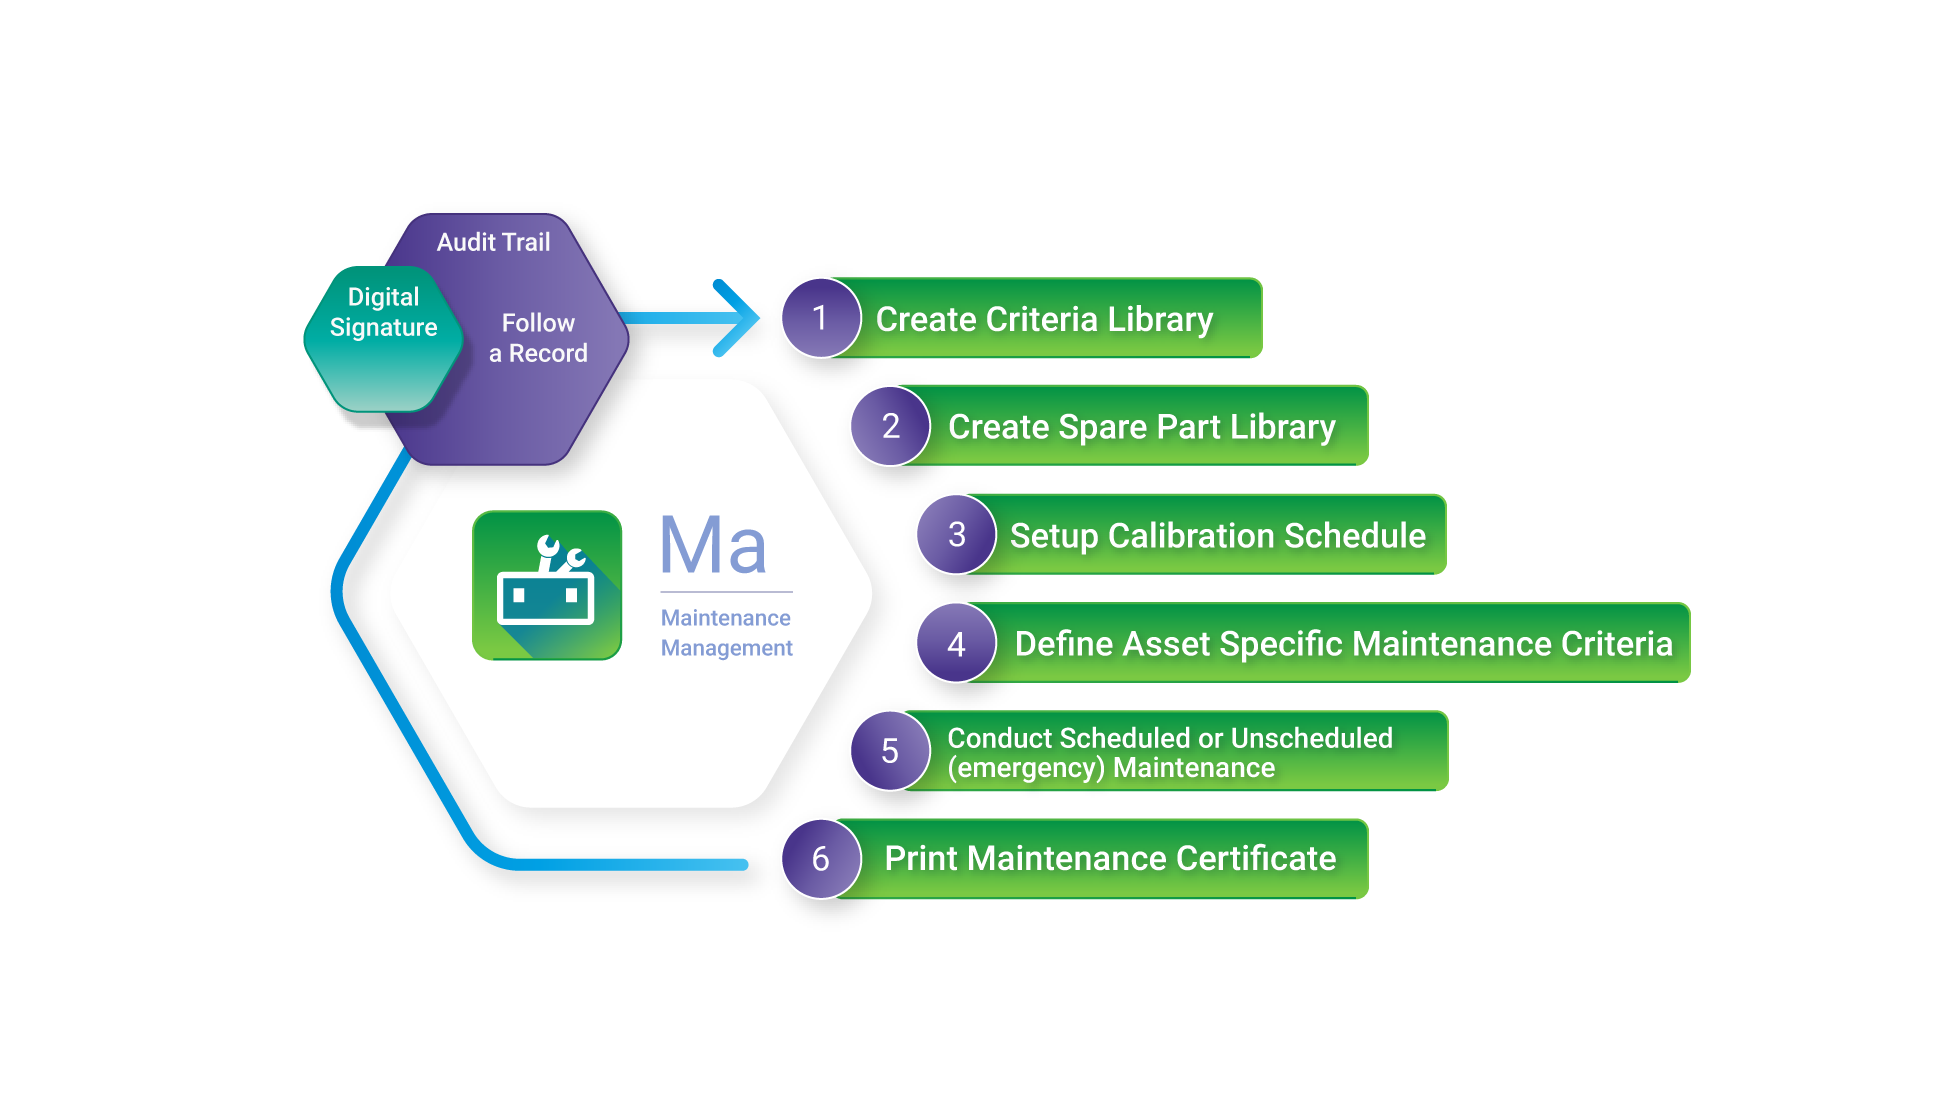 Audit Trail
Digital
Signature
Follow
a Record
Ma
Maintenance
Management
1
Create Criteria Library
2
Create Spare Part Library
3
Setup Calibration Schedule
4
Define Asset Specific Maintenance Criteria
5
Conduct Scheduled or Unscheduled
(emergency) Maintenance
6
Print Maintenance Certificate